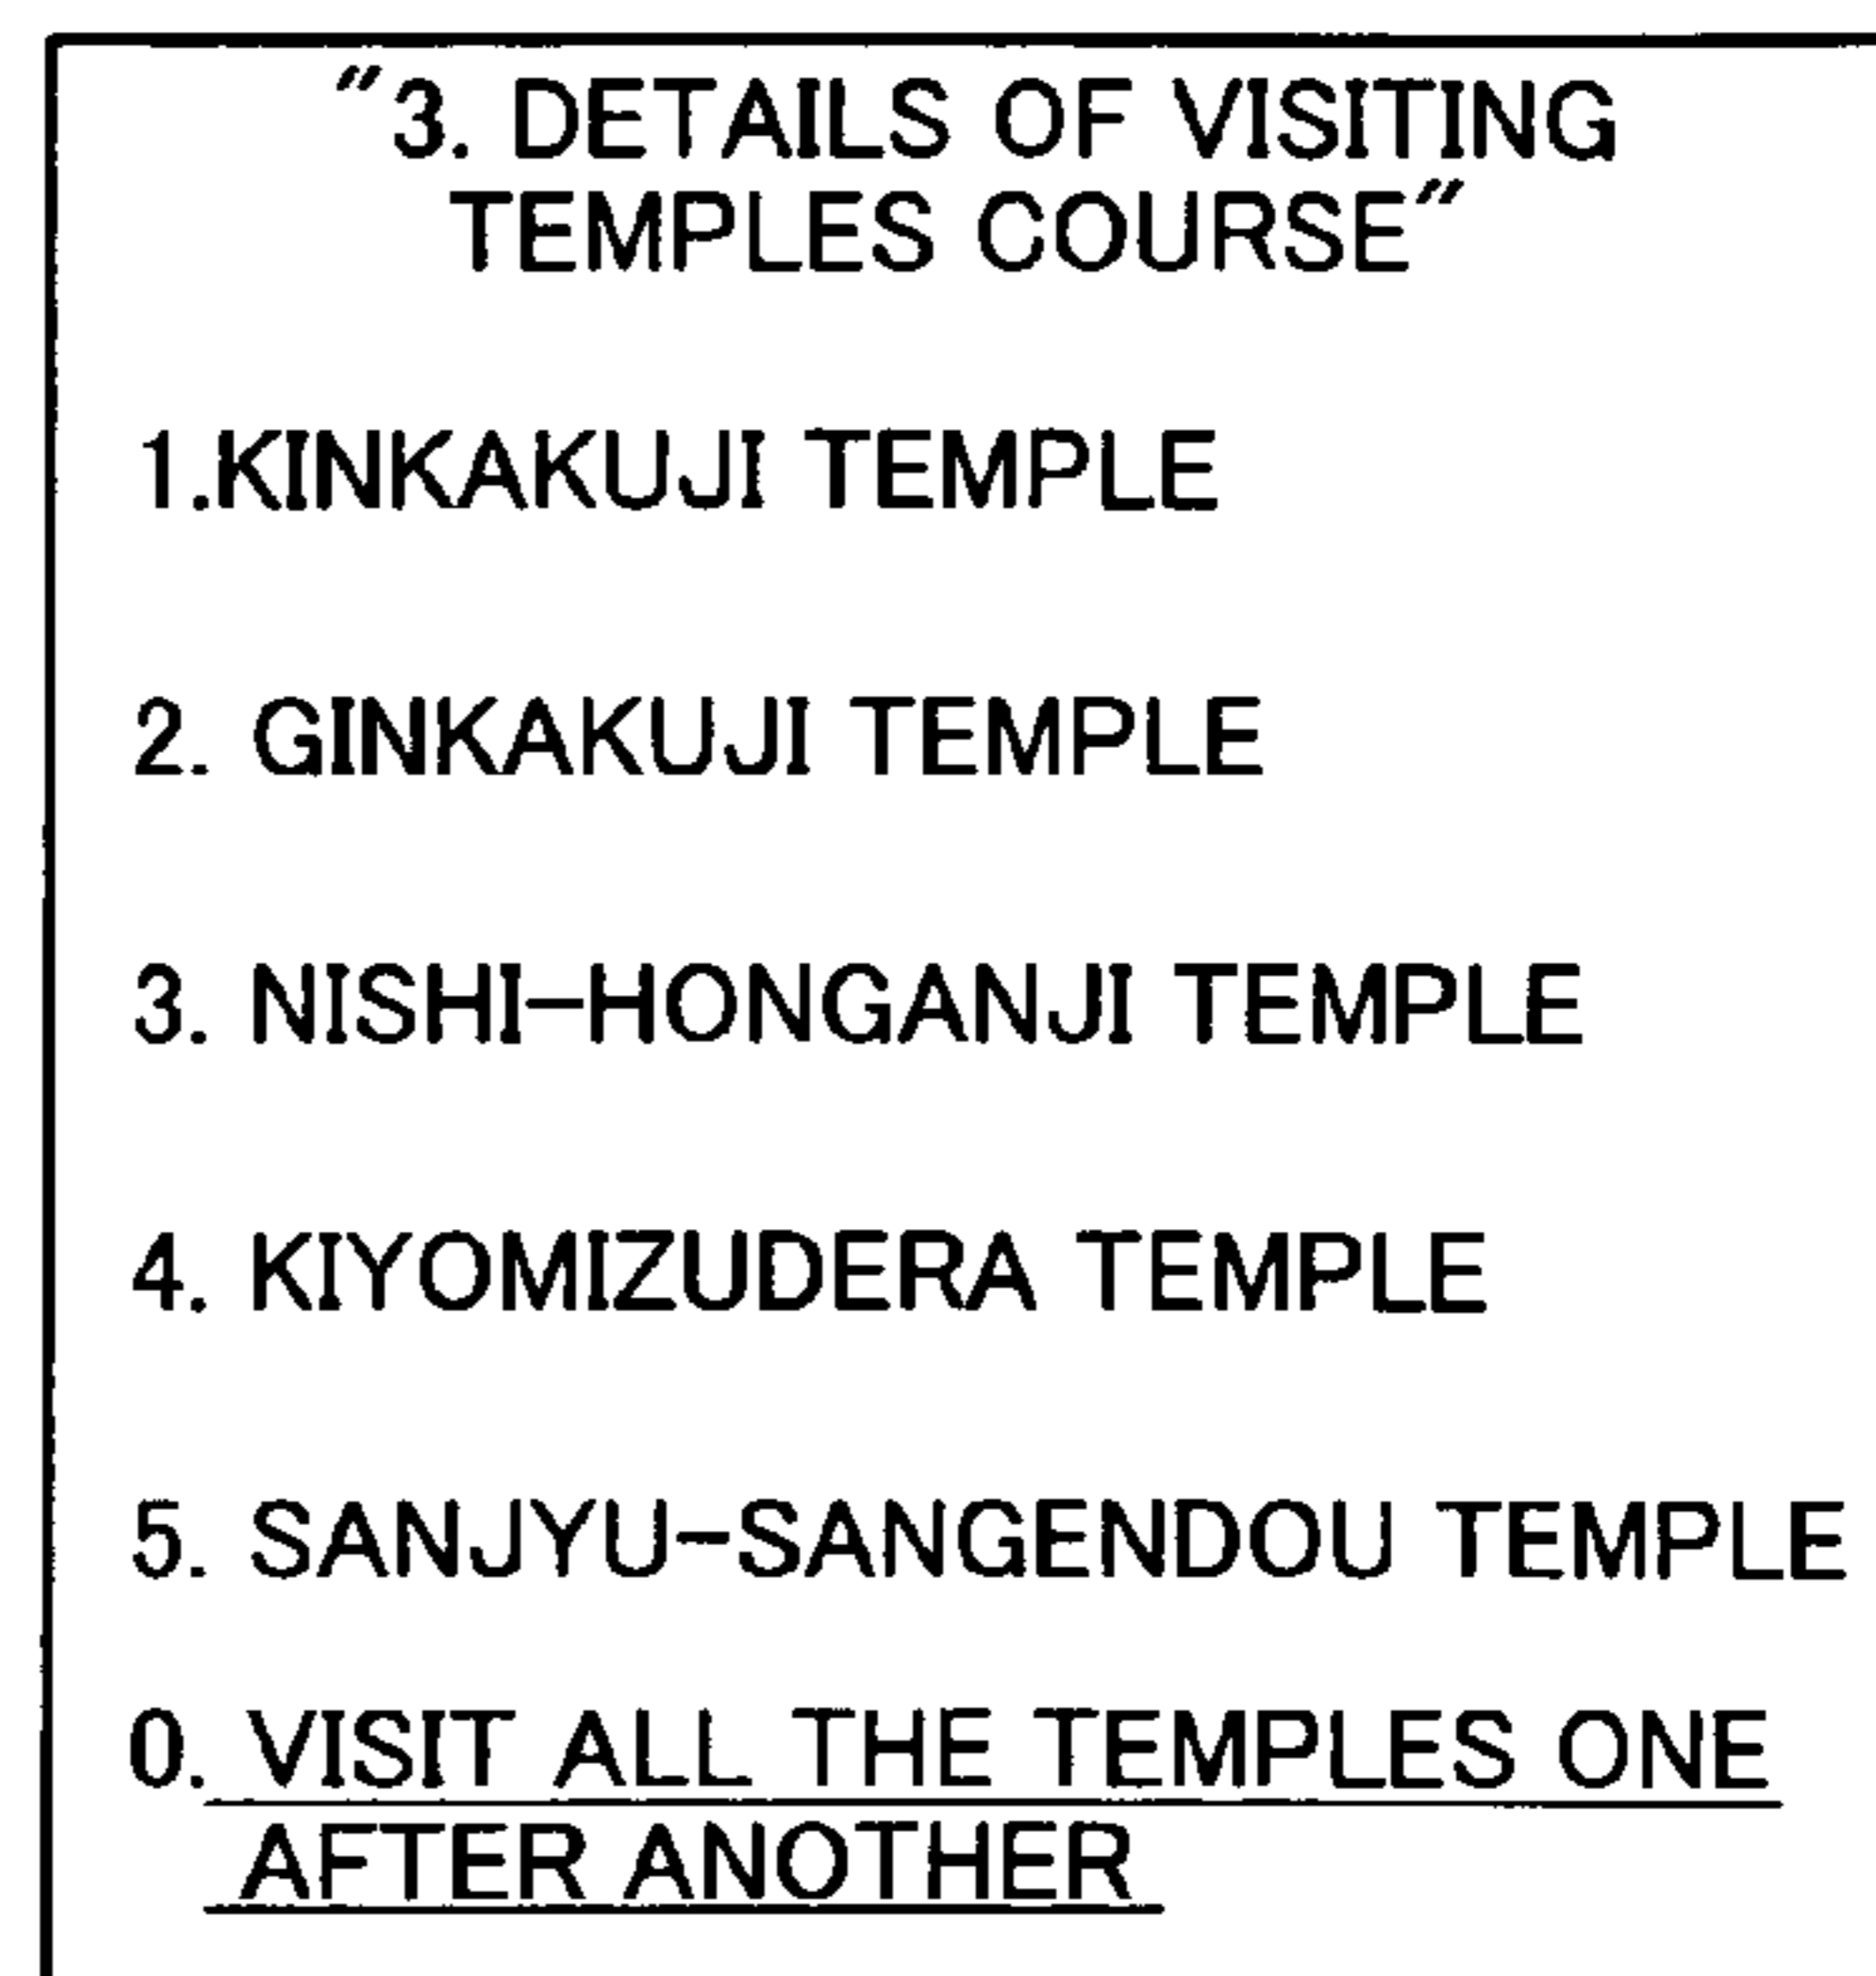 "3. DETAILS OF VISITING
TEMPLES COURSE"
1.KINKAKUJI TEMPLE
2. GINKAKUJI TEMPLE
3. NISHI-HONGANJI TEMPLE
4. KIYOMIZUDERA TEMPLE
5. SANJYU-SANGENDOU TEMPLE
0. VISIT ALL THE TEMPLES ONE
AFTER ANOTHER